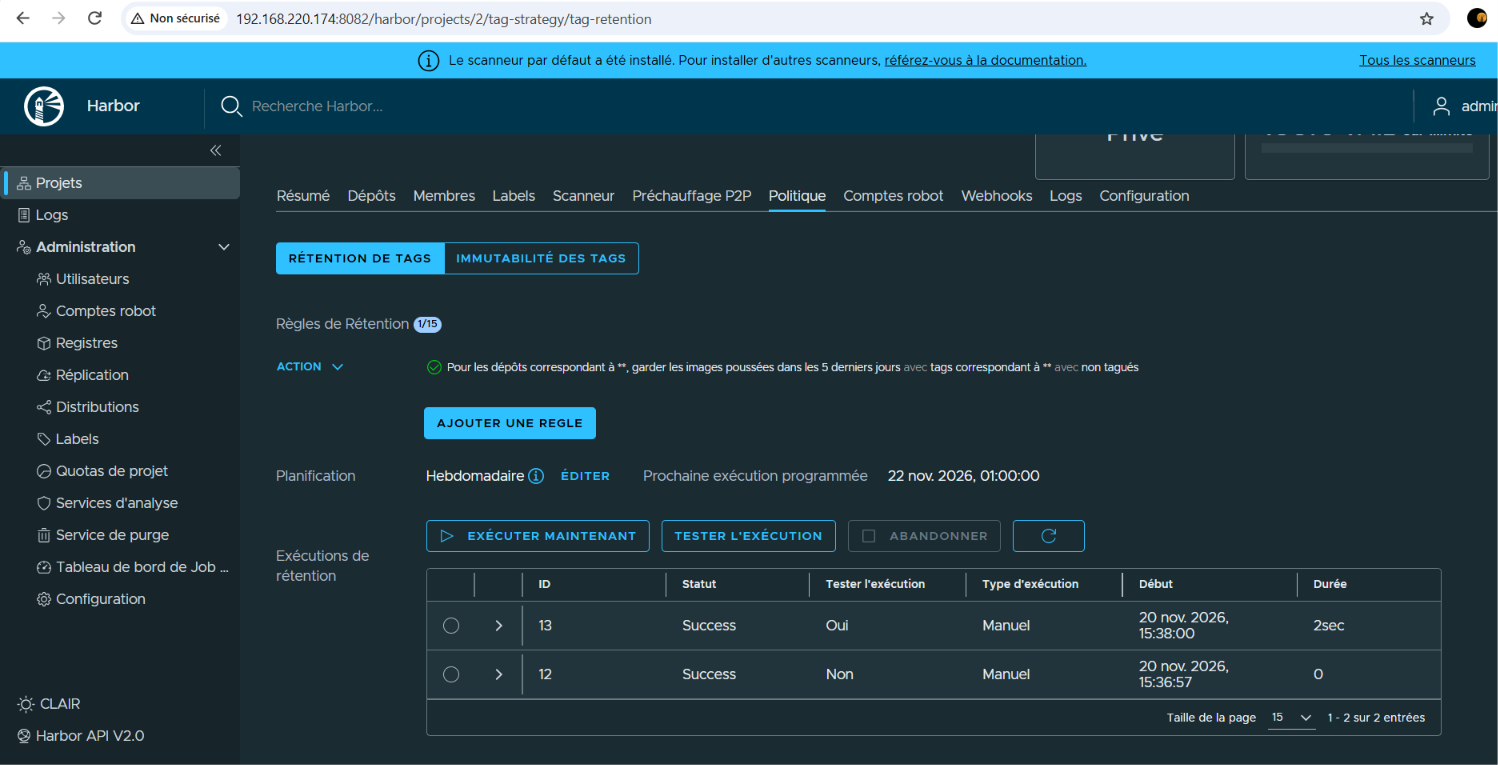 Non sécurisé 192.168.220.174:8082/harbor/projects/2/tag-strategy/tag-retention
Le scanneur par défaut a été installé. Pour installer d'autres scanneurs, référez-vous à la documentation. Tous les scanneurs
Harbor Recherche Harbor... admin
Privé
Projets
Logs
Administration
Utilisateurs
Comptes robot
Registres
Réplication
Distributions
Labels
Quotas de projet
Services d'analyse
Service de purge
Tableau de bord de Job ...
Configuration
CLAIR
Harbor API V2.0
Résumé Dépôts Membres Labels Scanneur Préchauffage P2P Politique Comptes robot Webhooks Logs Configuration
RÉTENTION DE TAGS IMMUTABILITÉ DES TAGS
Règles de Rétention 1/15
ACTION Pour les dépôts correspondant à **, garder les images poussées dans les 5 derniers jours avec tags correspondant à ** avec non tagués
AJOUTER UNE REGLE
Planification Hebdomadaire ÉDITER Prochaine exécution programmée 22 nov. 2026, 01:00:00
Exécutions de rétention
EXÉCUTER MAINTENANT TESTER L'EXÉCUTION ABANDONNER
ID Statut Tester l'exécution Type d'exécution Début Durée
13 Success Oui Manuel 20 nov. 2026, 15:38:00 2sec
12 Success Non Manuel 20 nov. 2026, 15:36:57 0
Taille de la page 15 1 - 2 sur 2 entrées